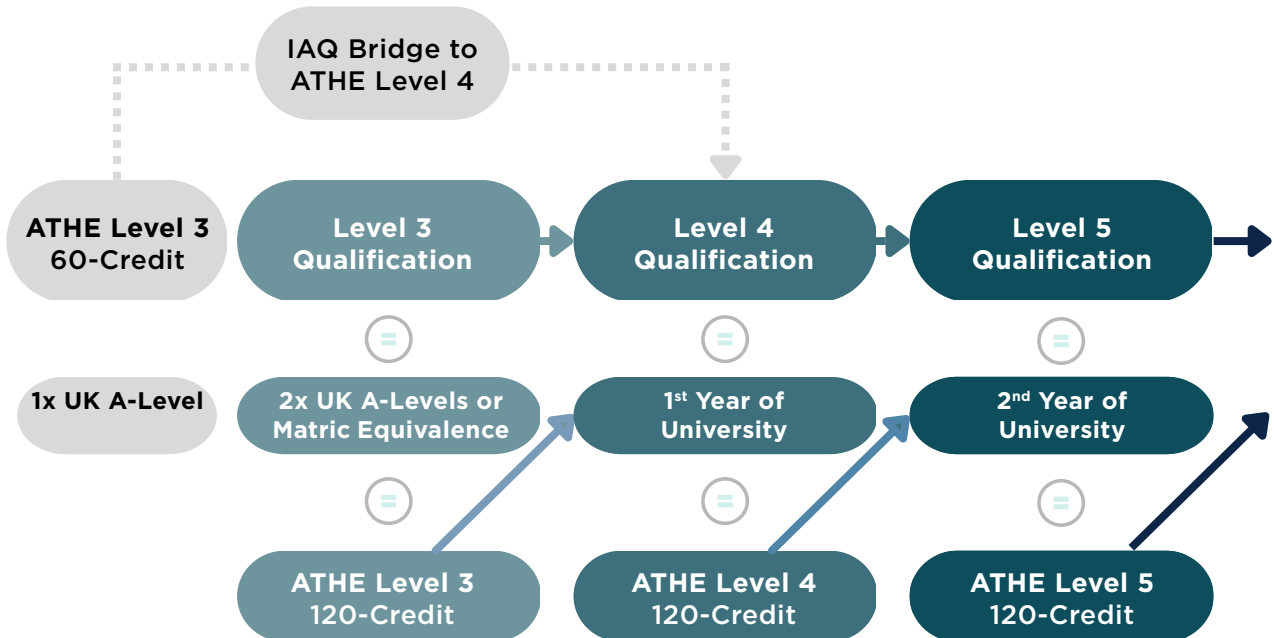 IAQ Bridge to
ATHE Level 4
ATHE Level 3
60-Credit
Level 3
Qualification
Level 4
Qualification
Level 5
Qualification
=
=
=
1x UK A-Level
2x UK A-Levels or
Matric Equivalence
1st Year of
University
2nd Year of
University
=
=
=
ATHE Level 3
120-Credit
ATHE Level 4
120-Credit
ATHE Level 5
120-Credit